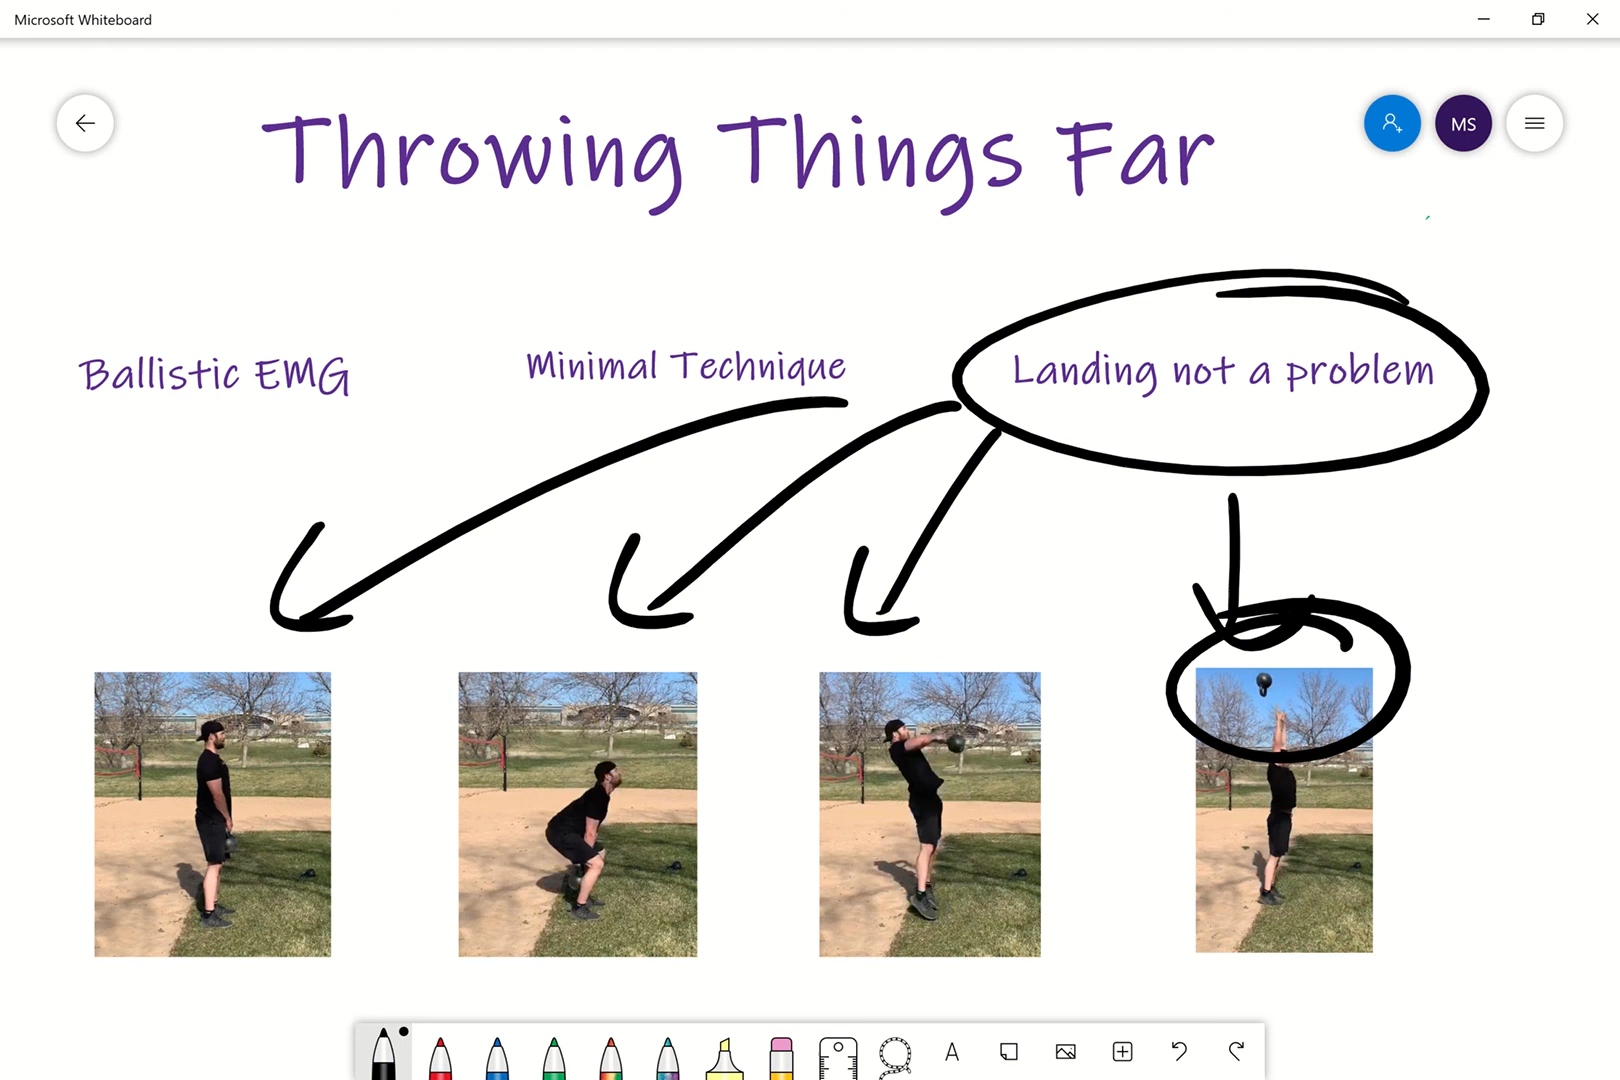 Microsoft Whiteboard
Throwing Things Far
MS
Ballistic EMG
Minimal Technique
Landing not a problem
A